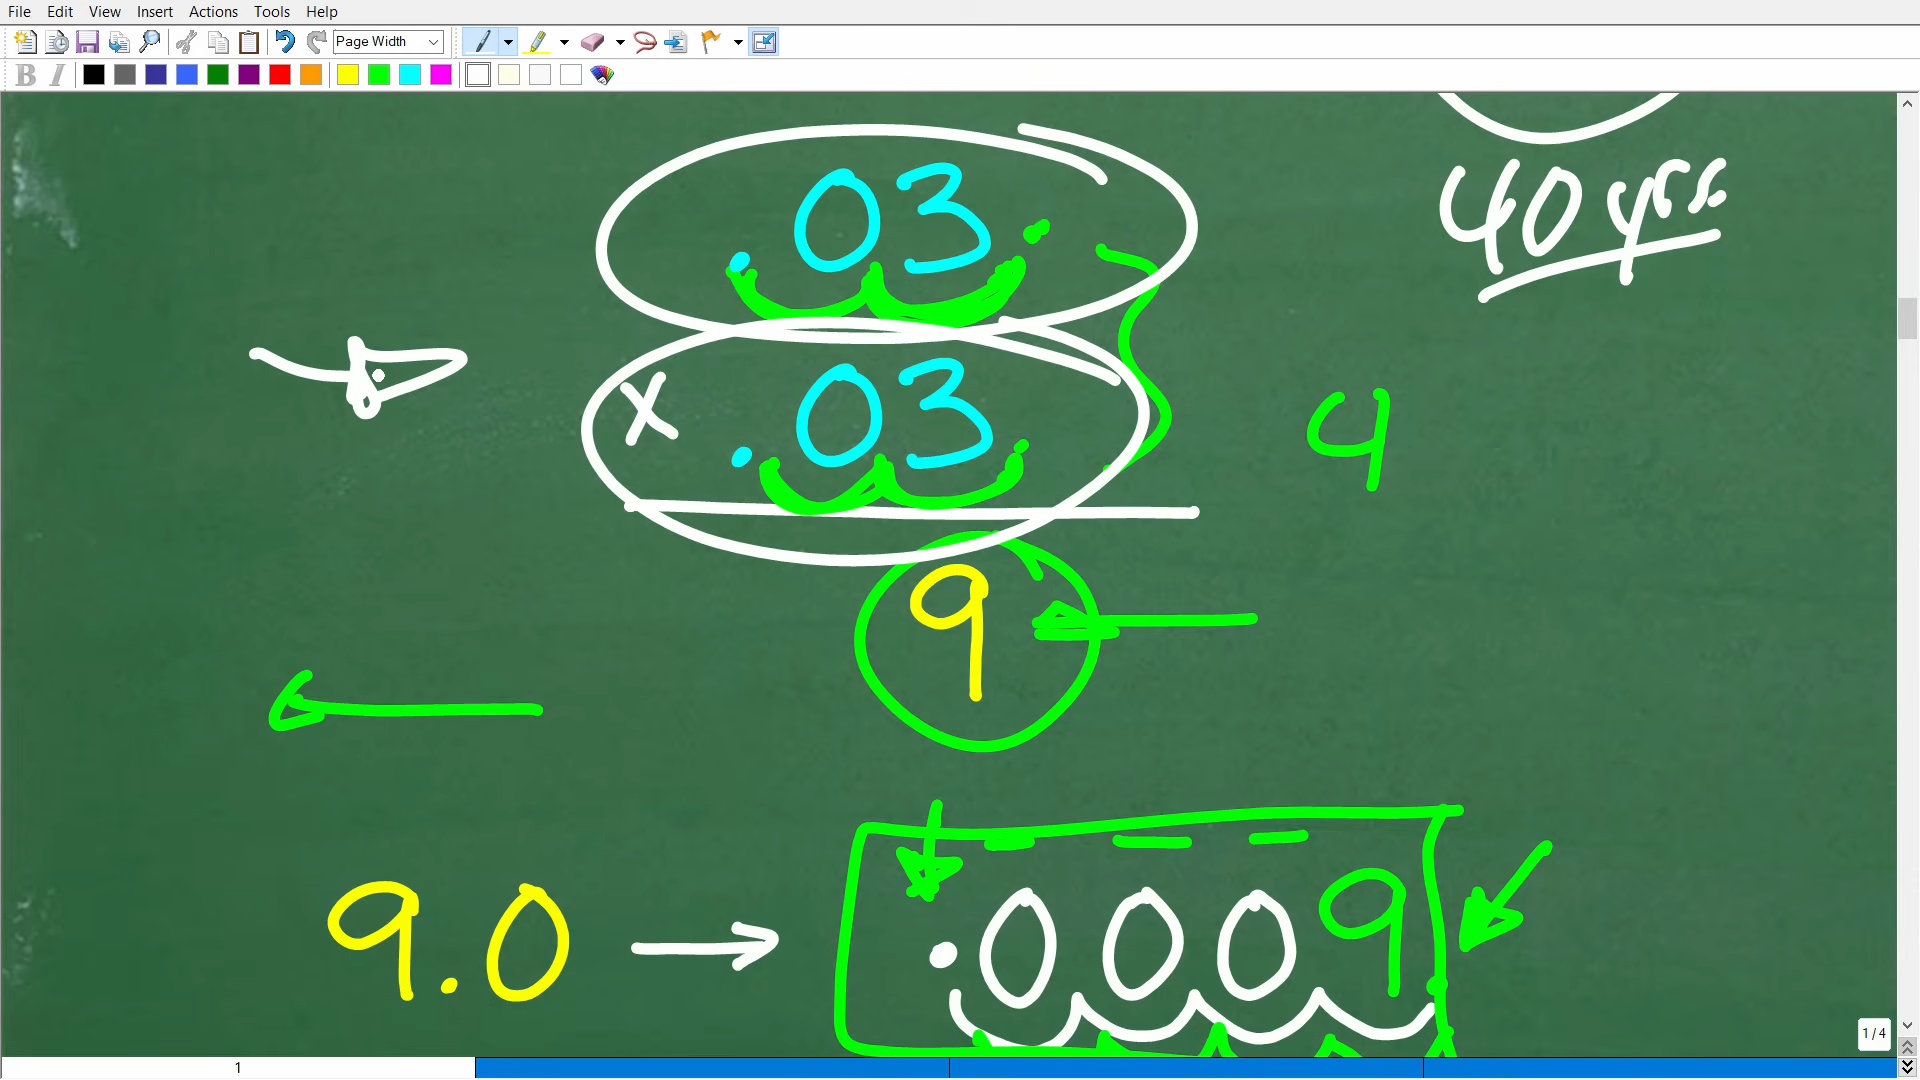 File Edit View Insert Actions Tools Help
Page Width
B I
.03.
40 yrs.
x .03.
4
9
9.0 → .0009
1 / 4
1